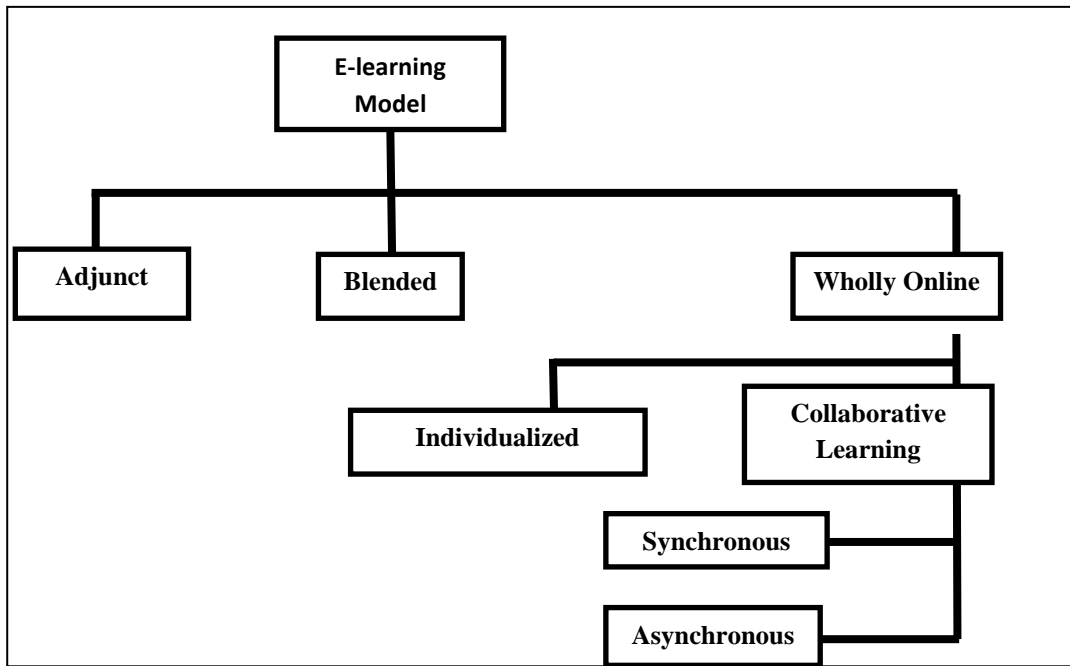 E-learning
Model
Adjunct
Blended
Wholly Online
Individualized
Collaborative
Learning
Synchronous
Asynchronous